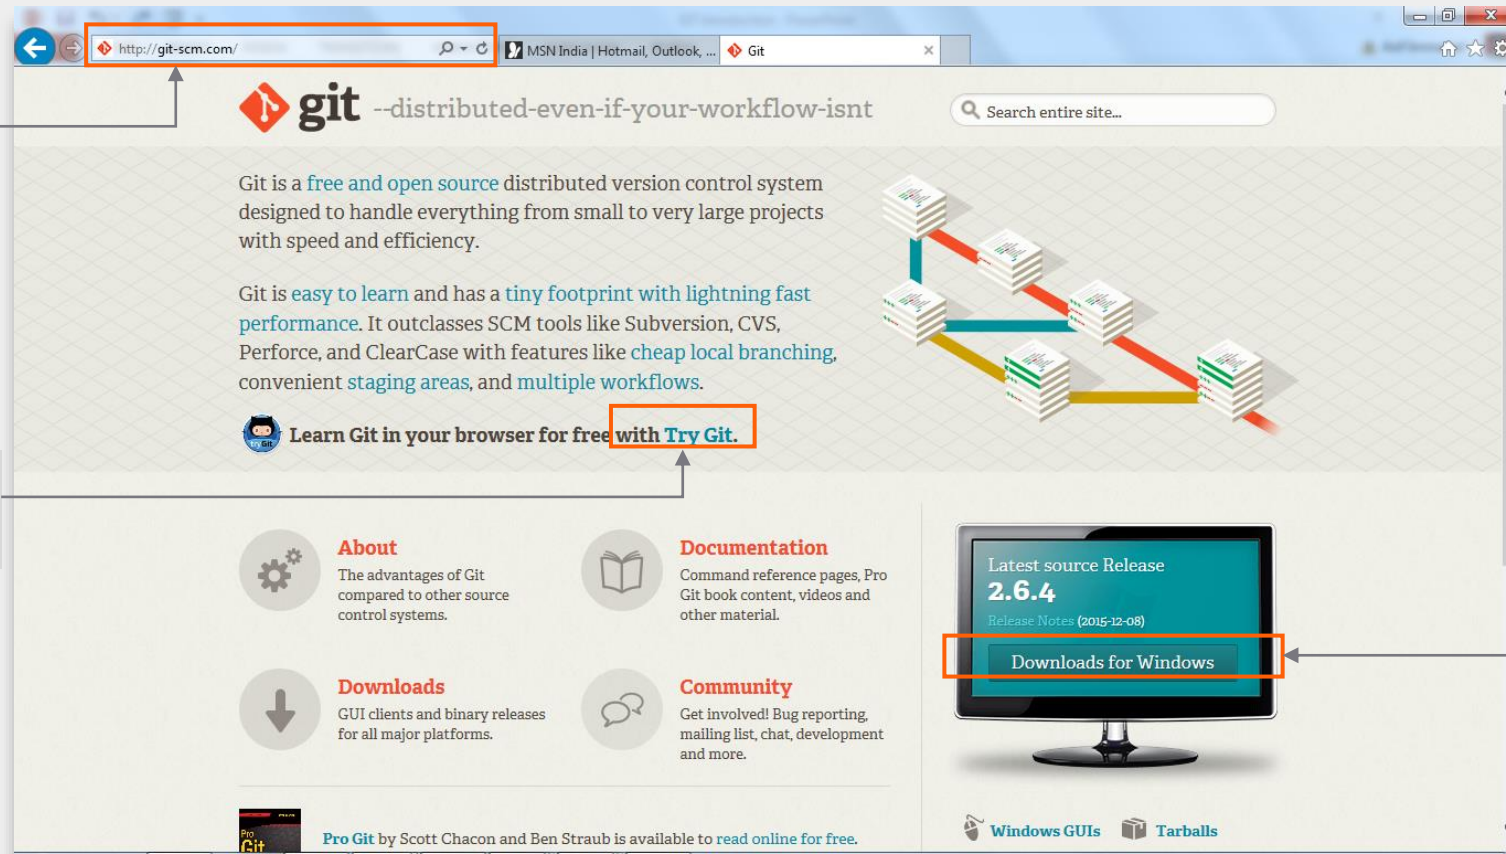 http://git-scm.com/
MSN India | Hotmail, Outlook, ...
Git
git --distributed-even-if-your-workflow-isnt
Search entire site...
Git is a free and open source distributed version control system
designed to handle everything from small to very large projects
with speed and efficiency.
Git is easy to learn and has a tiny footprint with lightning fast
performance. It outclasses SCM tools like Subversion, CVS,
Perforce, and ClearCase with features like cheap local branching,
convenient staging areas, and multiple workflows.
Learn Git in your browser for free with Try Git.
About
The advantages of Git
compared to other source
control systems.
Documentation
Command reference pages, Pro
Git book content, videos and
other material.
Downloads
GUI clients and binary releases
for all major platforms.
Community
Get involved! Bug reporting,
mailing list, chat, development
and more.
Latest source Release
2.6.4
Release Notes (2015-12-08)
Downloads for Windows
Windows GUIs
Tarballs
Pro
Git
Pro Git by Scott Chacon and Ben Straub is available to read online for free.